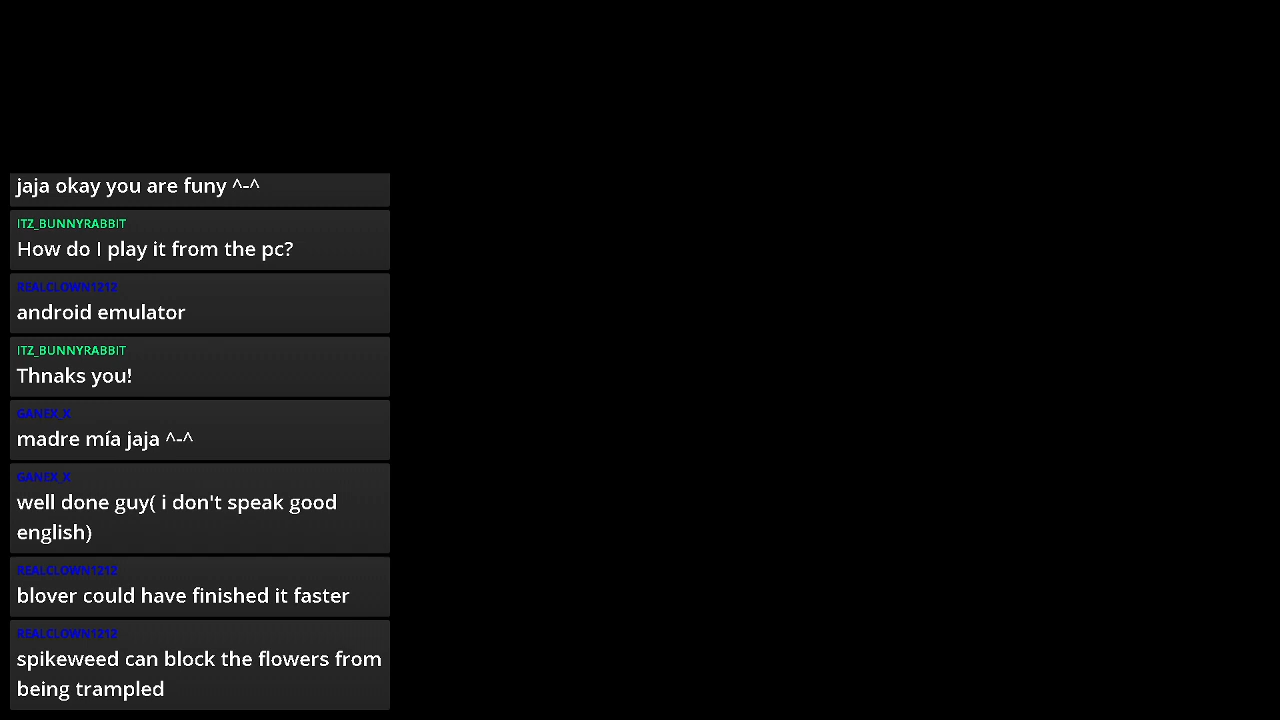 jaja okay you are funy ^-^
ITZ_BUNNYRABBIT
How do I play it from the pc?
REALCLOWN1212
android emulator
ITZ_BUNNYRABBIT
Thnaks you!
GANEX_X
madre mía jaja ^-^
GANEX_X
well done guy( i don't speak good
english)
REALCLOWN1212
blover could have finished it faster
REALCLOWN1212
spikeweed can block the flowers from
being trampled